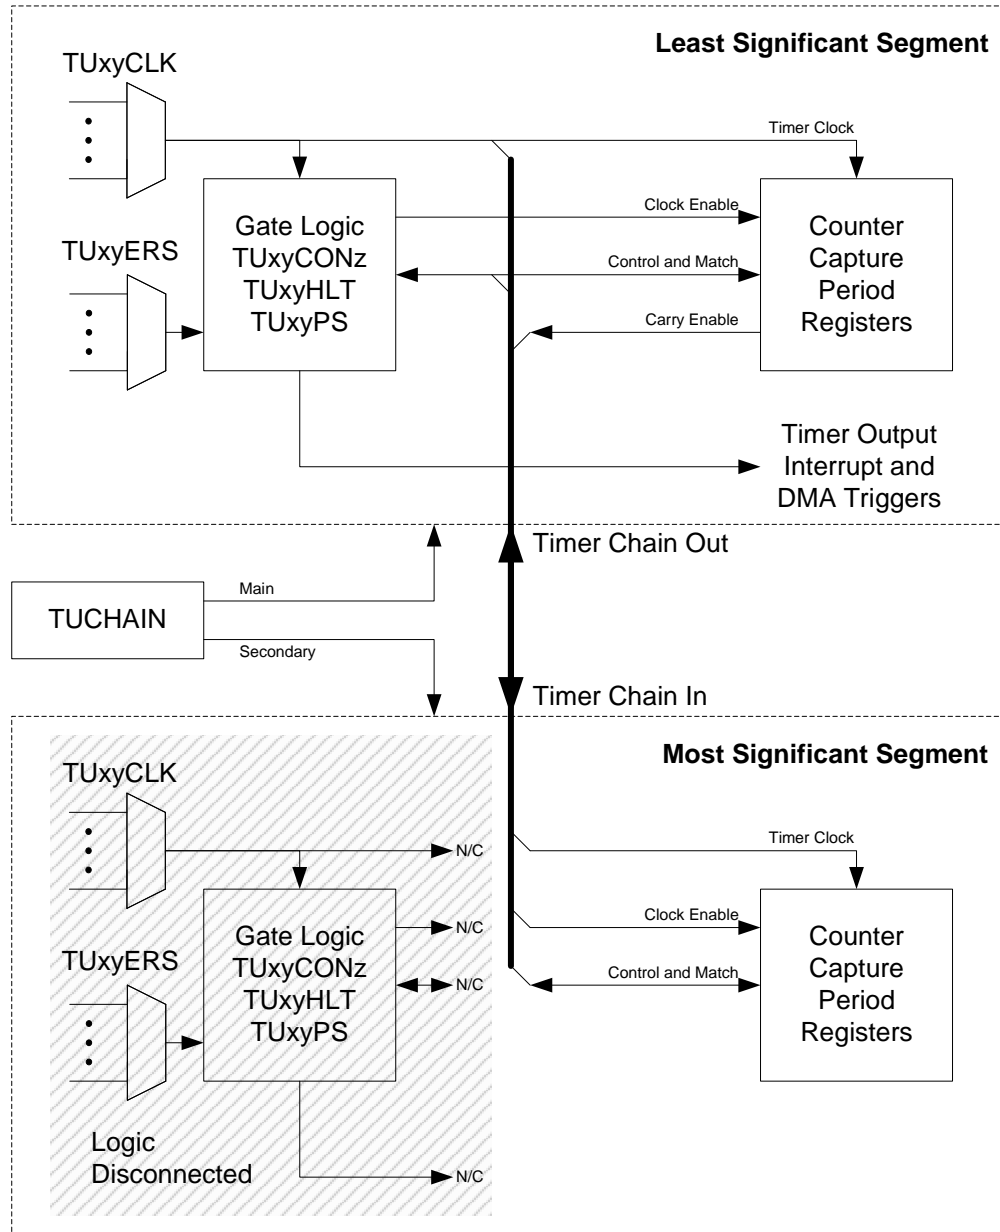 Least Significant Segment
TUxyCLK
Timer Clock
Gate Logic
TUxyCONz
TUxyHLT
TUxyPS
Clock Enable
Counter
Capture
Period
Registers
TUxyERS
Control and Match
Carry Enable
Timer Output
Interrupt and
DMA Triggers
Timer Chain Out
TUCHAIN
Main
Secondary
Timer Chain In
Most Significant Segment
TUxyCLK
Timer Clock
N/C
Gate Logic
TUxyCONz
TUxyHLT
TUxyPS
N/C
N/C
Clock Enable
Control and Match
Counter
Capture
Period
Registers
TUxyERS
Logic
Disconnected
N/C